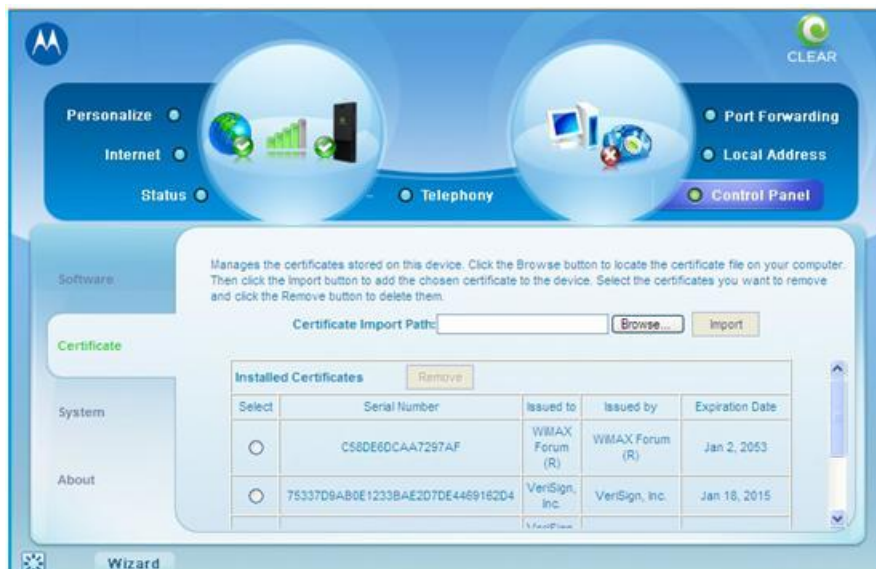 CLEAR
Personalize
Internet
Status
Telephony
Port Forwarding
Local Address
Control Panel
Software
Certificate
System
About
Manages the certificates stored on this device. Click the Browse button to locate the certificate file on your computer.
Then click the Import button to add the chosen certificate to the device. Select the certificates you want to remove
and click the Remove button to delete them.
Certificate Import Path: Browse... Import
Installed Certificates Remove
Select Serial Number Issued to Issued by Expiration Date
C58DE6DCAA7297AF WiMAX Forum (R) WiMAX Forum (R) Jan 2, 2053
75337D9AB0E1233BAE2D7DE4469162D4 VeriSign, Inc. VeriSign, Inc. Jan 18, 2015
VeriSign
Wizard